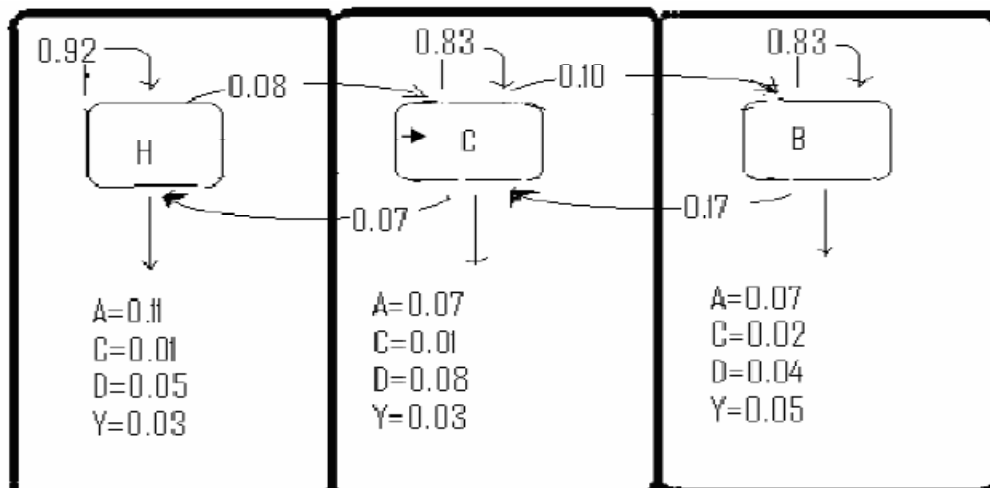 0.92
0.08
H
0.07
A=0.11
C=0.01
D=0.05
Y=0.03
0.83
0.10
C
0.17
A=0.07
C=0.01
D=0.08
Y=0.03
0.83
B
A=0.07
C=0.02
D=0.04
Y=0.05